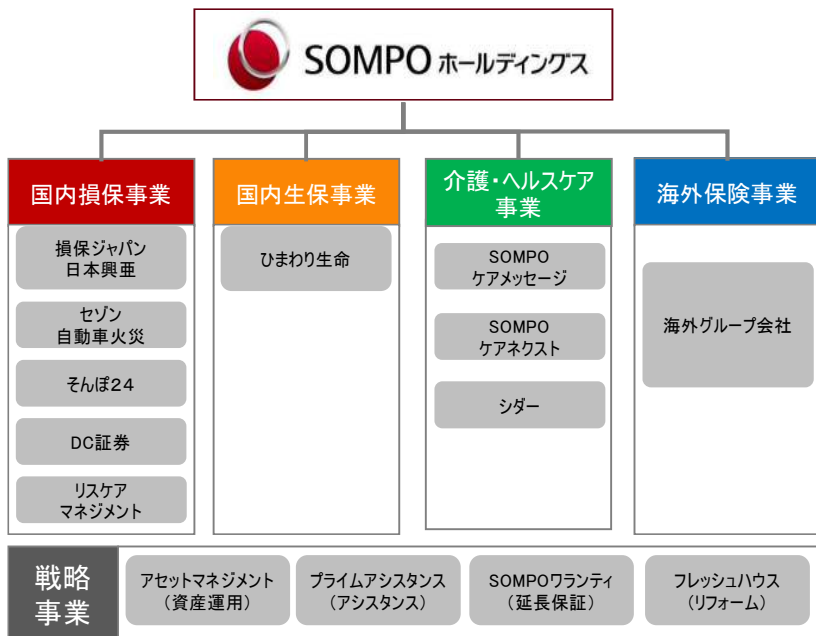 SOMPO ホールディングス
国内損保事業
損保ジャパン
日本興亜
セゾン
自動車火災
そんぽ24
DC証券
リスケア
マネジメント
国内生保事業
ひまわり生命
介護・ヘルスケア
事業
SOMPO
ケアメッセージ
SOMPO
ケアネクスト
シダー
海外保険事業
海外グループ会社
戦略
事業
アセットマネジメント
（資産運用）
プライムアシスタンス
（アシスタンス）
SOMPOワランティ
（延長保証）
フレッシュハウス
（リフォーム）